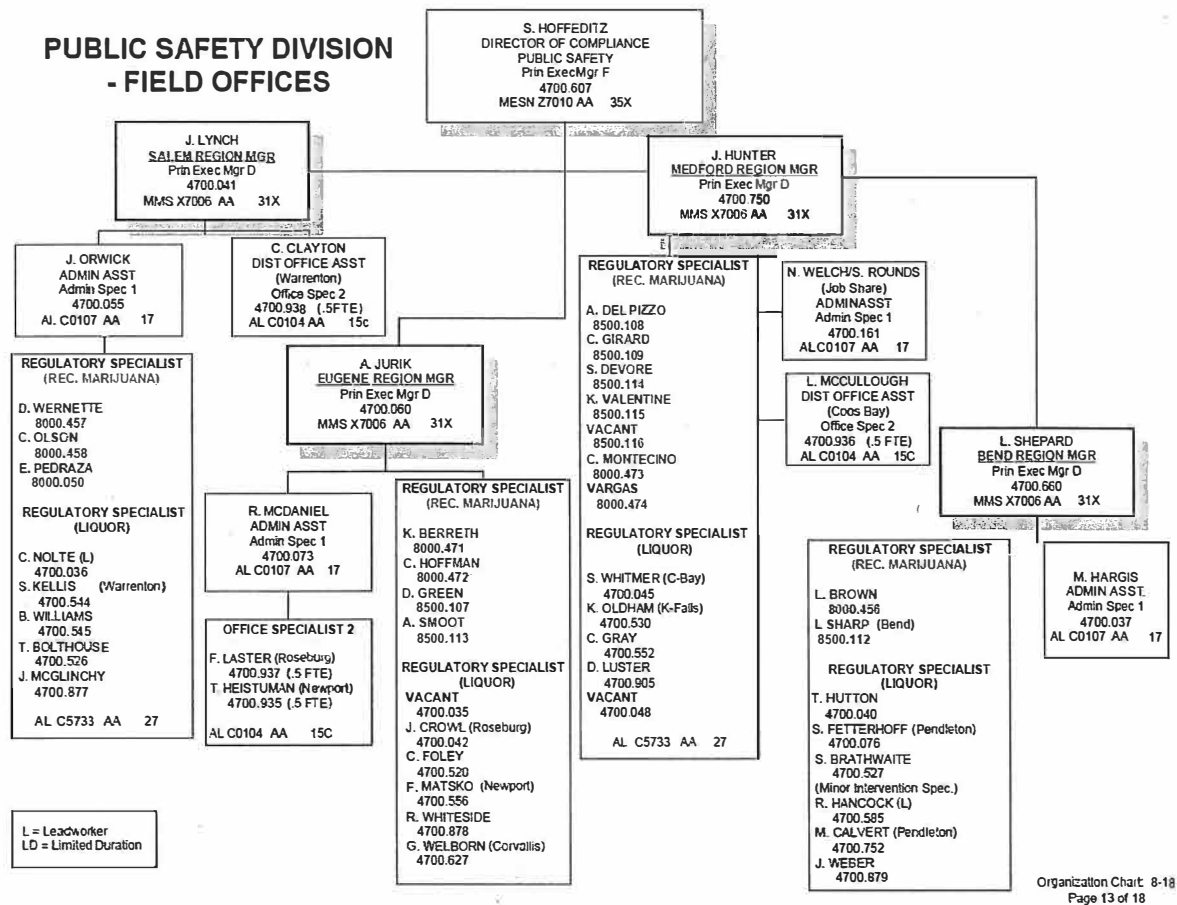 PUBLIC SAFETY DIVISION
- FIELD OFFICES
S. HOFFEDITZ
DIRECTOR OF COMPLIANCE
PUBLIC SAFETY
Prin ExecMgr F
4700.607
MESN Z7010 AA 35X
J. LYNCH
SALEM REGION MGR
Prin Exec Mgr D
4700.041
MMS X7006 AA 31X
J. HUNTER
MEDFORD REGION MGR
Prin Exec Mgr D
4700.750
MMS X7006 AA 31X
J. ORWICK
ADMIN ASST
Admin Spec 1
4700.055
AL C0107 AA 17
C. CLAYTON
DIST OFFICE ASST
(Warrenton)
Office Spec 2
4700.938 (.5FTE)
AL C0104 AA 15c
REGULATORY SPECIALIST
(REC. MARIJUANA)
D. WERNETTE
8000.457
C. OLSON
8000.458
E. PEDRAZA
8000.050
REGULATORY SPECIALIST
(LIQUOR)
C. NOLTE (L)
4700.036
S. KELLIS (Warrenton)
4700.544
B. WILLIAMS
4700.545
T. BOLTHOUSE
4700.526
J. MCGLINCHY
4700.877
AL C5733 AA 27
A. JURIK
EUGENE REGION MGR
Prin Exec Mgr D
4700.060
MMS X7006 AA 31X
R. MCDANIEL
ADMIN ASST
Admin Spec 1
4700.073
AL C0107 AA 17
OFFICE SPECIALIST 2
F. LASTER (Roseburg)
4700.937 (.5 FTE)
T. HEISTUMAN (Newport)
4700.935 (.5 FTE)
AL C0104 AA 15C
REGULATORY SPECIALIST
(REC. MARIJUANA)
K. BERRETH
8000.471
C. HOFFMAN
8000.472
D. GREEN
8500.107
A. SMOOT
8500.113
REGULATORY SPECIALIST
(LIQUOR)
VACANT
4700.035
J. CROWL (Roseburg)
4700.042
C. FOLEY
4700.520
F. MATSKO (Newport)
4700.556
R. WHITESIDE
4700.878
G. WELBORN (Corvallis)
4700.627
REGULATORY SPECIALIST
(REC. MARIJUANA)
A. DEL PIZZO
8500.108
C. GIRARD
8500.109
S. DEVORE
8500.114
K. VALENTINE
8500.115
VACANT
8500.116
C. MONTECINO
8000.473
VARGAS
8000.474
REGULATORY SPECIALIST
(LIQUOR)
S. WHITMER (C-Bay)
4700.045
K. OLDHAM (K-Falls)
4700.530
C. GRAY
4700.552
D. LUSTER
4700.905
VACANT
4700.048
AL C5733 AA 27
N. WELCH/S. ROUNDS
(Job Share)
ADMINASST
Admin Spec 1
4700.161
ALC0107 AA 17
L. MCCULLOUGH
DIST OFFICE ASST
(Coos Bay)
Office Spec 2
4700.936 (.5 FTE)
AL C0104 AA 15C
L. SHEPARD
BEND REGION MGR
Prin Exec Mgr D
4700.660
MMS X7006 AA 31X
REGULATORY SPECIALIST
(REC. MARIJUANA)
L. BROWN
8000.456
L SHARP (Bend)
8500.112
REGULATORY SPECIALIST
(LIQUOR)
T. HUTTON
4700.040
S. FETTERHOFF (Pendleton)
4700.076
S. BRATHWAITE
4700.527
(Minor Intervention Spec.)
R. HANCOCK (L)
4700.585
M. CALVERT (Pendleton)
4700.752
J. WEBER
4700.879
M. HARGIS
ADMIN ASST.
Admin Spec 1
4700.037
AL C0107 AA 17
L = Leadworker
LD = Limited Duration
Organization Chart: 8-18
Page 13 of 18